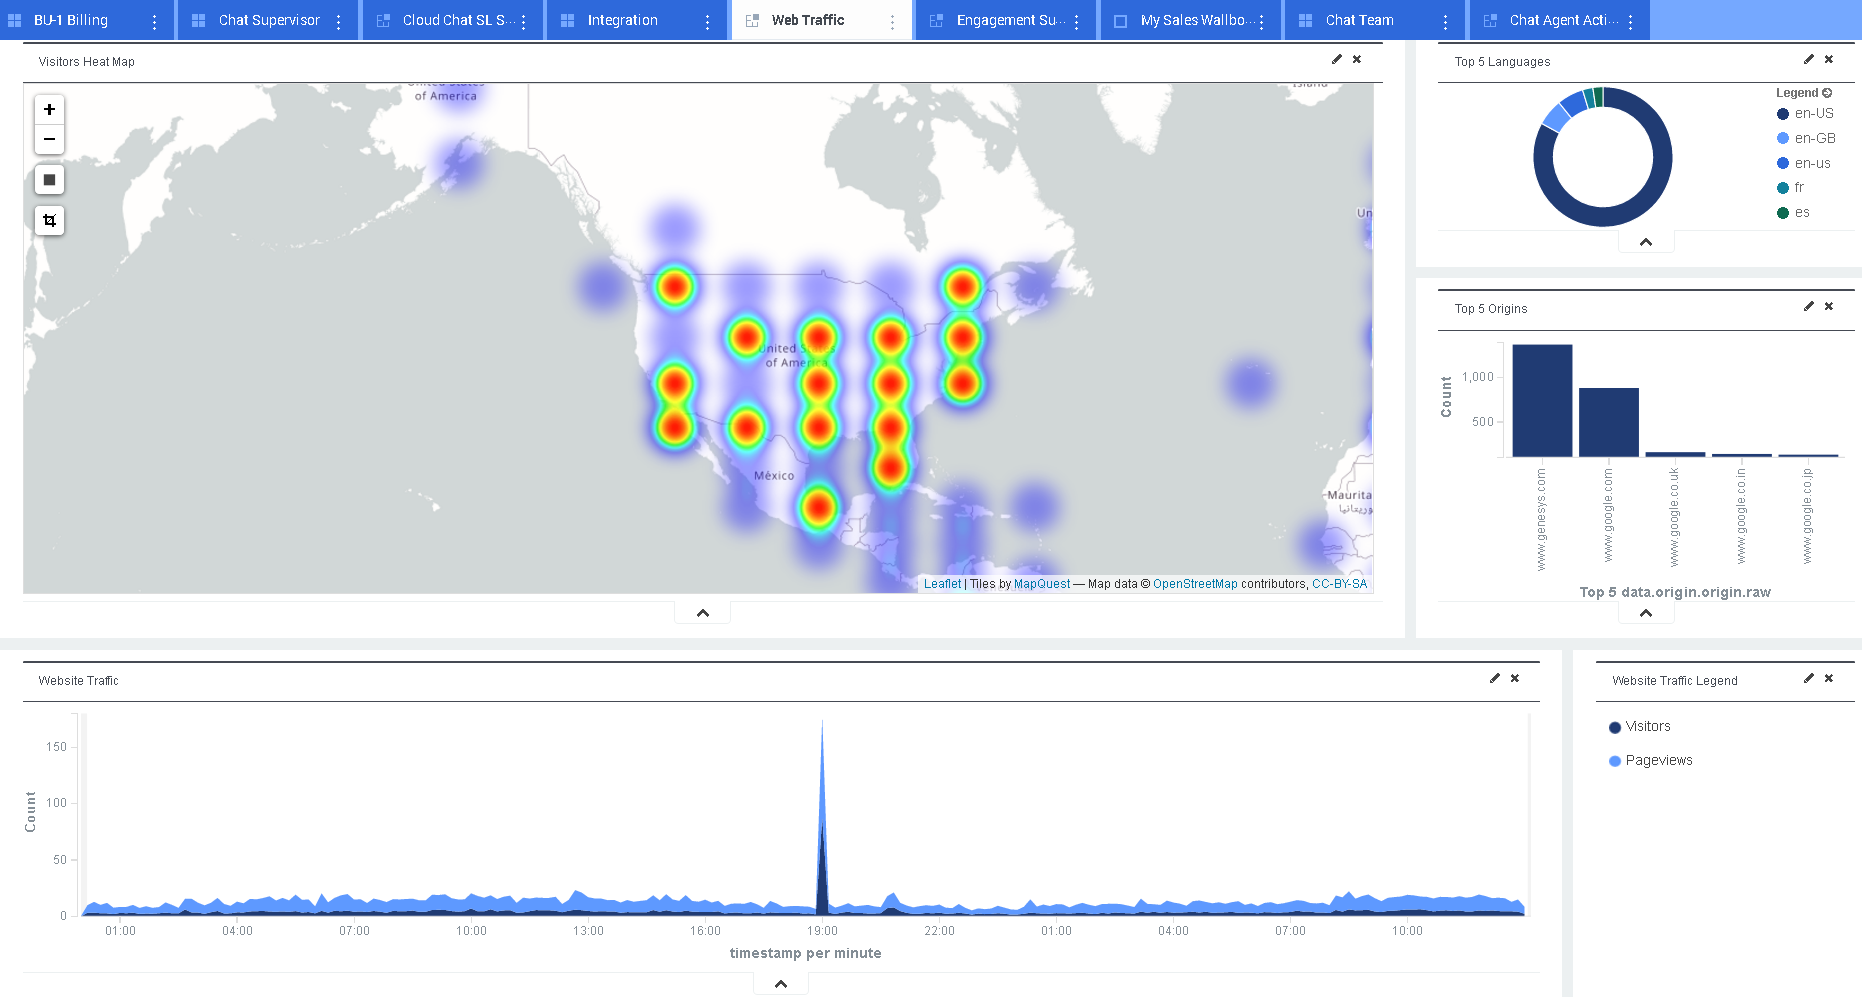 BU-1 Billing
Chat Supervisor
Cloud Chat SL S...
Integration
Web Traffic
Engagement Su...
My Sales Wallbo...
Chat Team
Chat Agent Acti...
Visitors Heat Map
of America
United States
of America
México
Maurita
Un
Leaflet | Tiles by MapQuest — Map data © OpenStreetMap contributors, CC-BY-SA
Top 5 Languages
Legend
en-US
en-GB
en-us
fr
es
Top 5 Origins
Count
1,000
500
www.genesys.com
www.google.com
www.google.co.uk
www.google.co.in
www.google.co.jp
Top 5 data.origin.origin.raw
Website Traffic
Count
150
100
50
0
01:00
04:00
07:00
10:00
13:00
16:00
19:00
22:00
01:00
04:00
07:00
10:00
timestamp per minute
Website Traffic Legend
Visitors
Pageviews